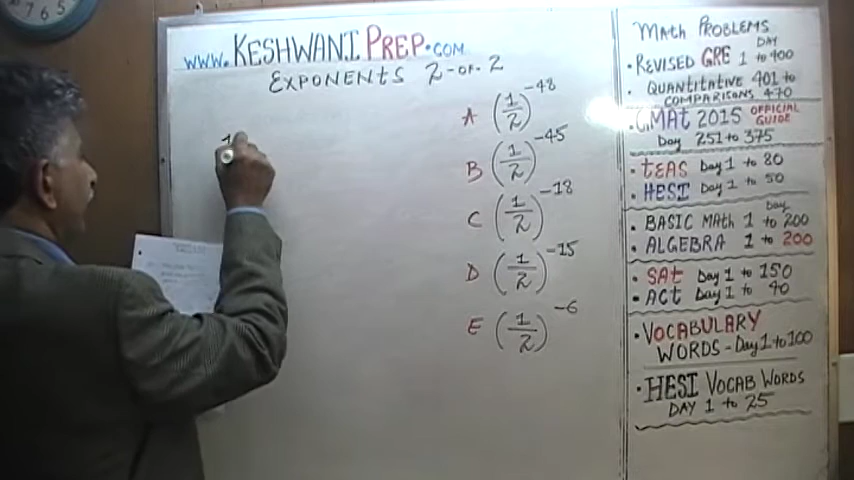 7 6 5
www.KESHWANI PREP.COM
EXPONENTS 2-OF-2
A (1/2)^-48
B (1/2)^-45
C (1/2)^-18
D (1/2)^-15
E (1/2)^-6
MATH PROBLEMS
DAY
• REVISED GRE 1 to 400
• QUANTITATIVE 401 to
COMPARISONS 470
• GMAt 2015 OFFICIAL
GUIDE
Day 251 to 375
• tEAS Day 1 to 80
• HESI Day 1 to 50
day
• BASIC MAtH 1 to 200
• ALGEBRA 1 to 200
• SAt Day 1 to 150
• ACt Day 1 to 90
• VOCABULARY
WORDS - Day 1 to 100
• HESI VOCAB WORDS
DAY 1 to 25